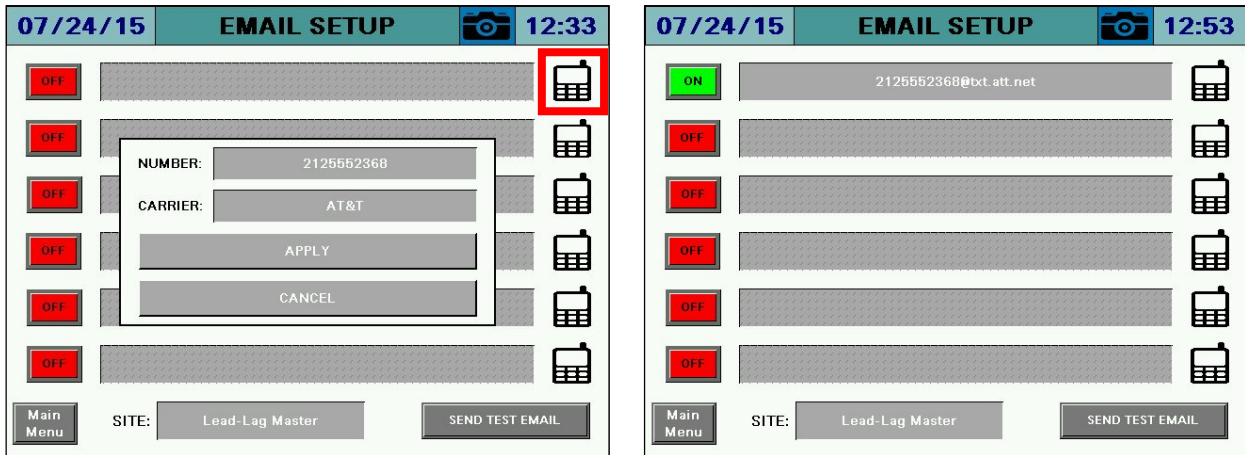 07/24/15 EMAIL SETUP 12:33
OFF
OFF
NUMBER: 2125552368
OFF
CARRIER: AT&T
OFF
APPLY
OFF
CANCEL
OFF
Main Menu
SITE: Lead-Lag Master
SEND TEST EMAIL
07/24/15 EMAIL SETUP 12:53
ON 2125552368@txt.att.net
OFF
OFF
OFF
OFF
OFF
Main Menu
SITE: Lead-Lag Master
SEND TEST EMAIL